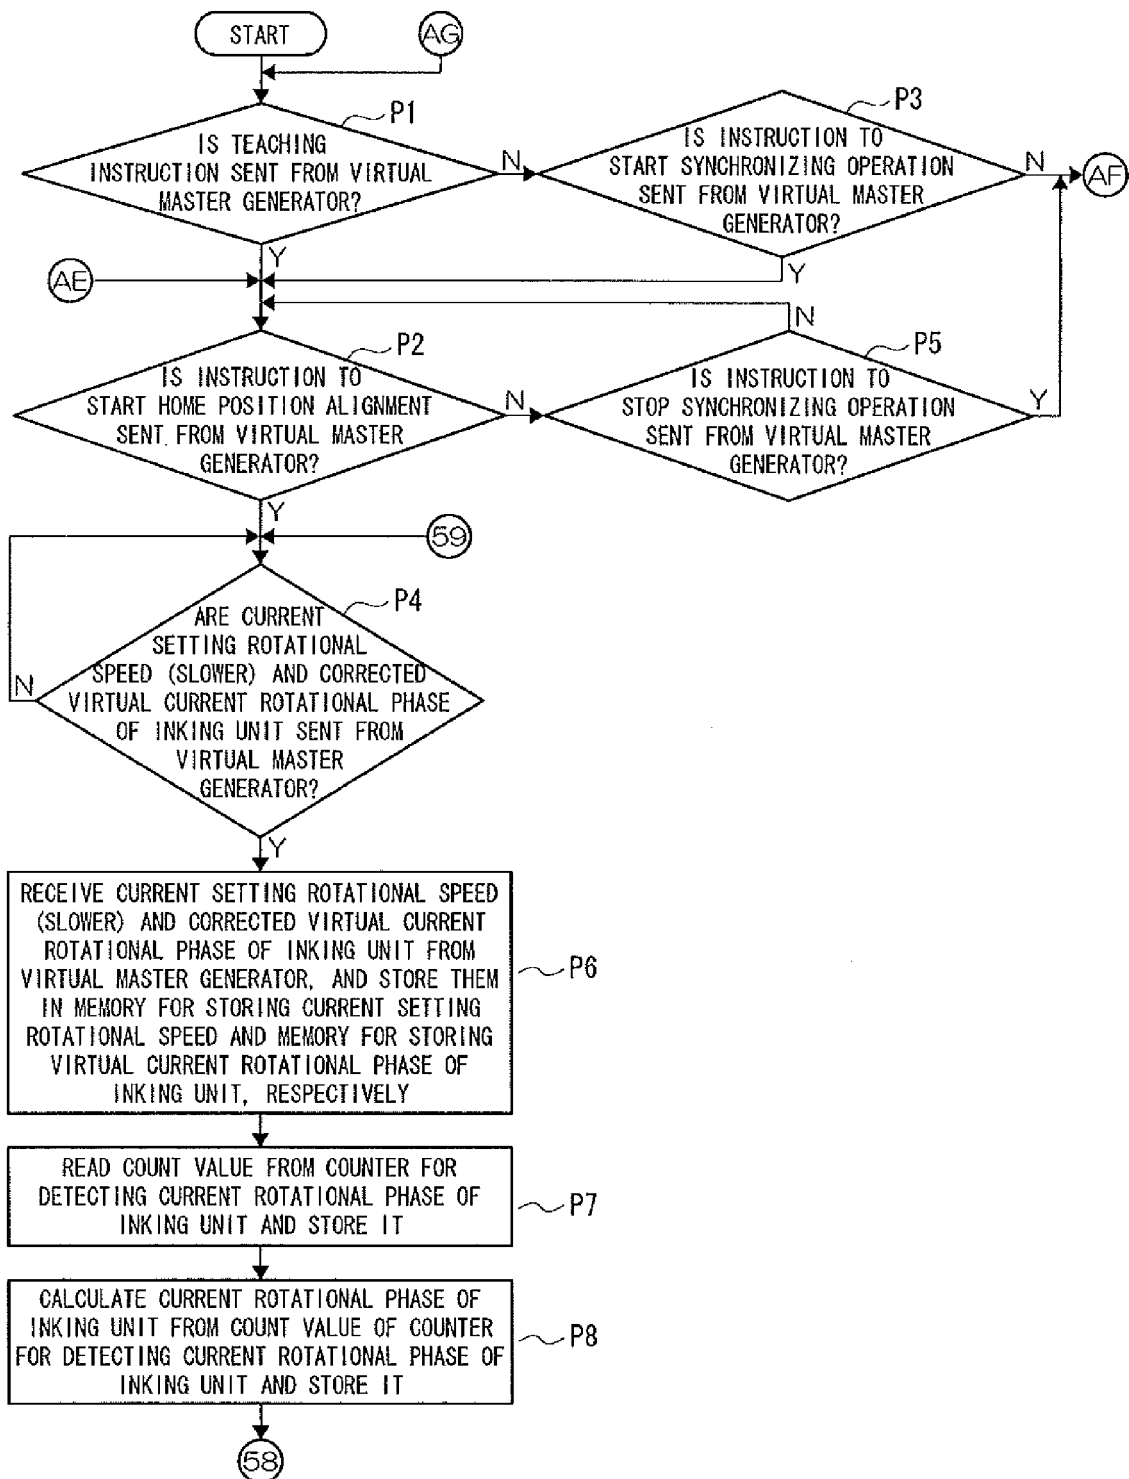 START
AG
P1
IS TEACHING
INSTRUCTION SENT FROM VIRTUAL
MASTER GENERATOR?
N
Y
P3
IS INSTRUCTION TO
START SYNCHRONIZING OPERATION
SENT FROM VIRTUAL MASTER
GENERATOR?
N
AF
Y
AE
P2
IS INSTRUCTION TO
START HOME POSITION ALIGNMENT
SENT FROM VIRTUAL MASTER
GENERATOR?
N
Y
N
P5
IS INSTRUCTION TO
STOP SYNCHRONIZING OPERATION
SENT FROM VIRTUAL MASTER
GENERATOR?
Y
59
P4
ARE CURRENT
SETTING ROTATIONAL
SPEED (SLOWER) AND CORRECTED
VIRTUAL CURRENT ROTATIONAL PHASE
OF INKING UNIT SENT FROM
VIRTUAL MASTER
GENERATOR?
N
Y
RECEIVE CURRENT SETTING ROTATIONAL SPEED
(SLOWER) AND CORRECTED VIRTUAL CURRENT
ROTATIONAL PHASE OF INKING UNIT FROM
VIRTUAL MASTER GENERATOR, AND STORE THEM
IN MEMORY FOR STORING CURRENT SETTING
ROTATIONAL SPEED AND MEMORY FOR STORING
VIRTUAL CURRENT ROTATIONAL PHASE OF
INKING UNIT, RESPECTIVELY
P6
READ COUNT VALUE FROM COUNTER FOR
DETECTING CURRENT ROTATIONAL PHASE OF
INKING UNIT AND STORE IT
P7
CALCULATE CURRENT ROTATIONAL PHASE OF
INKING UNIT FROM COUNT VALUE OF COUNTER
FOR DETECTING CURRENT ROTATIONAL PHASE OF
INKING UNIT AND STORE IT
P8
58